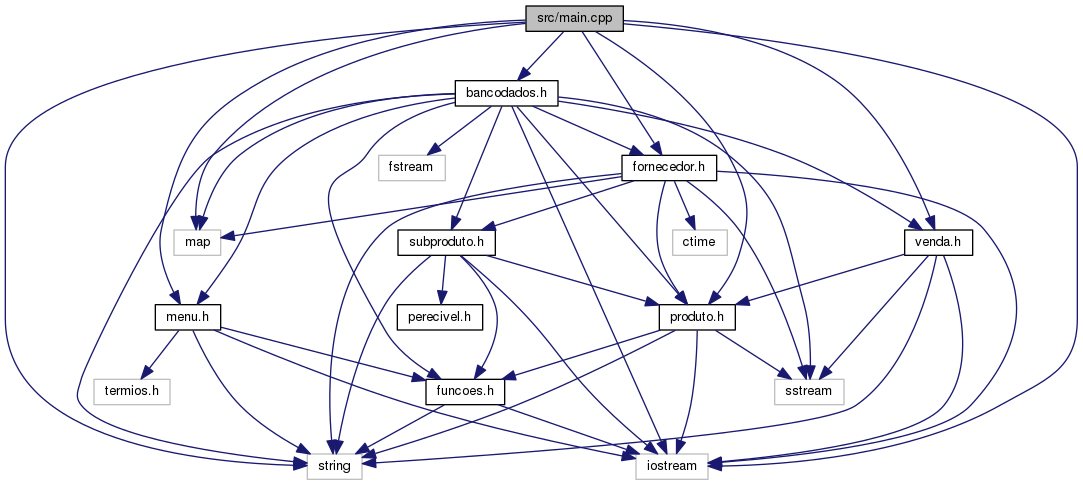 src/main.cpp
bancodados.h
fstream
fornecedor.h
map
subproduto.h
ctime
venda.h
menu.h
perecivel.h
produto.h
termios.h
funcoes.h
sstream
string
iostream